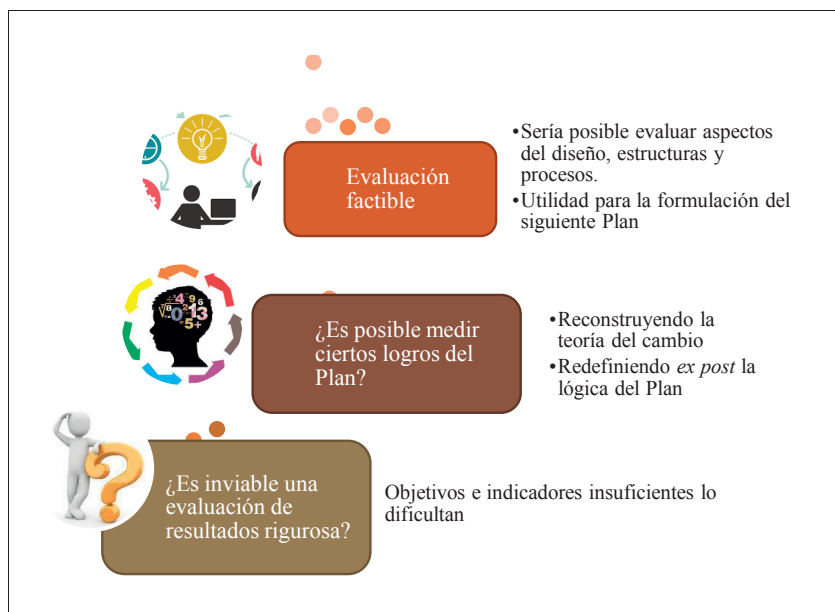 Evaluación
factible
•Sería posible evaluar aspectos
del diseño, estructuras y
procesos.
•Utilidad para la formulación del
siguiente Plan
¿Es posible medir
ciertos logros del
Plan?
•Reconstruyendo la
teoría del cambio
•Redefiniendo ex post la
lógica del Plan
¿Es inviable una
evaluación de
resultados rigurosa?
Objetivos e indicadores insuficientes lo
dificultan